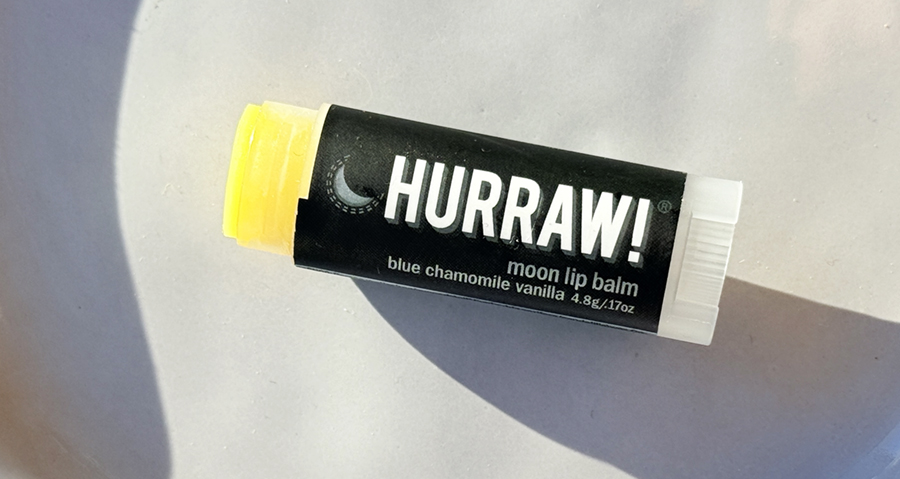 HURRAW!®
moon lip balm
blue chamomile vanilla 4.8g/.17oz